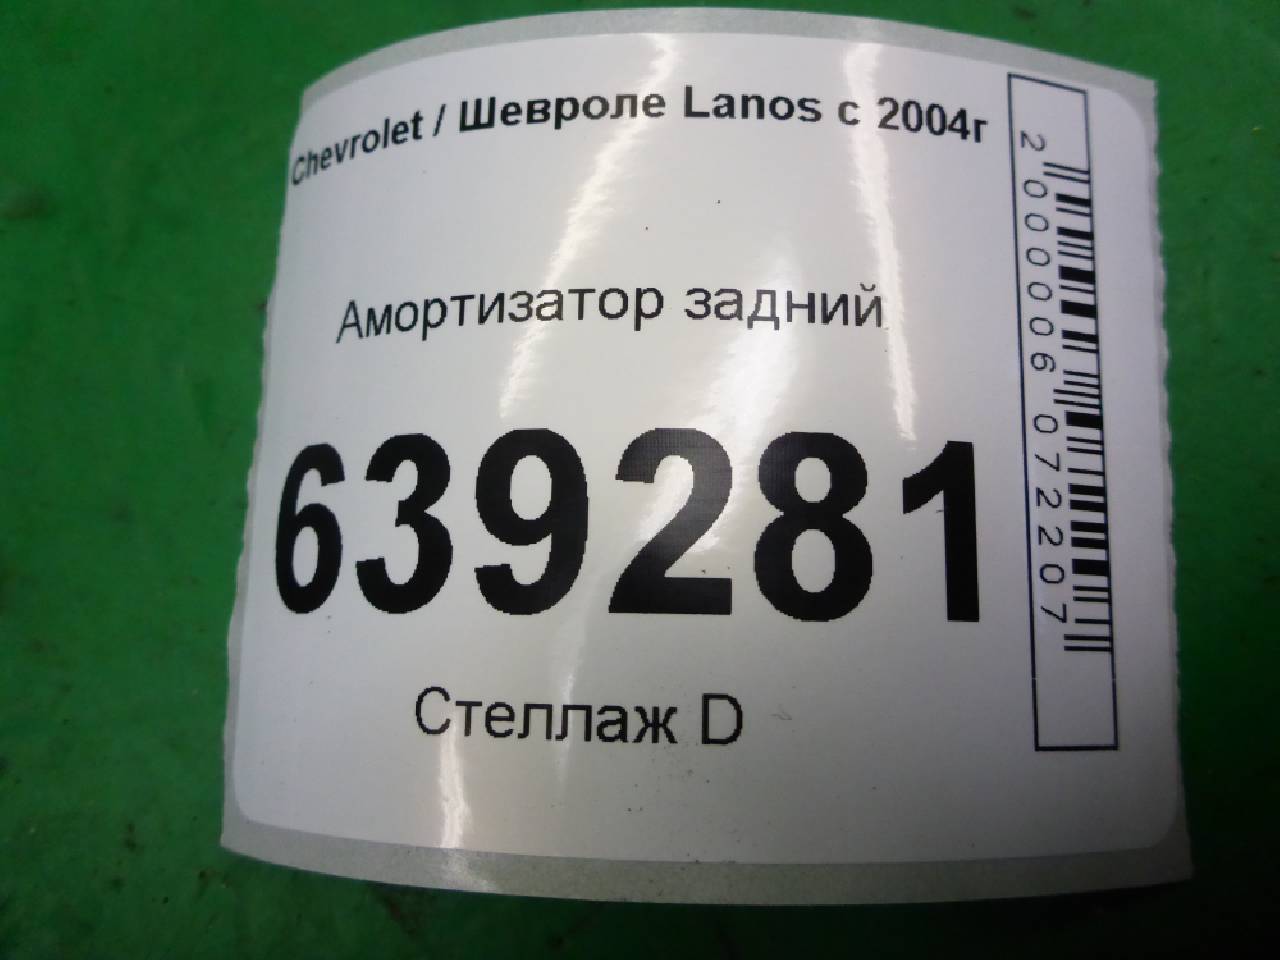 Chevrolet / Шевроле Lanos с 2004г
Амортизатор задний
639281
Стеллаж D
2000006072207